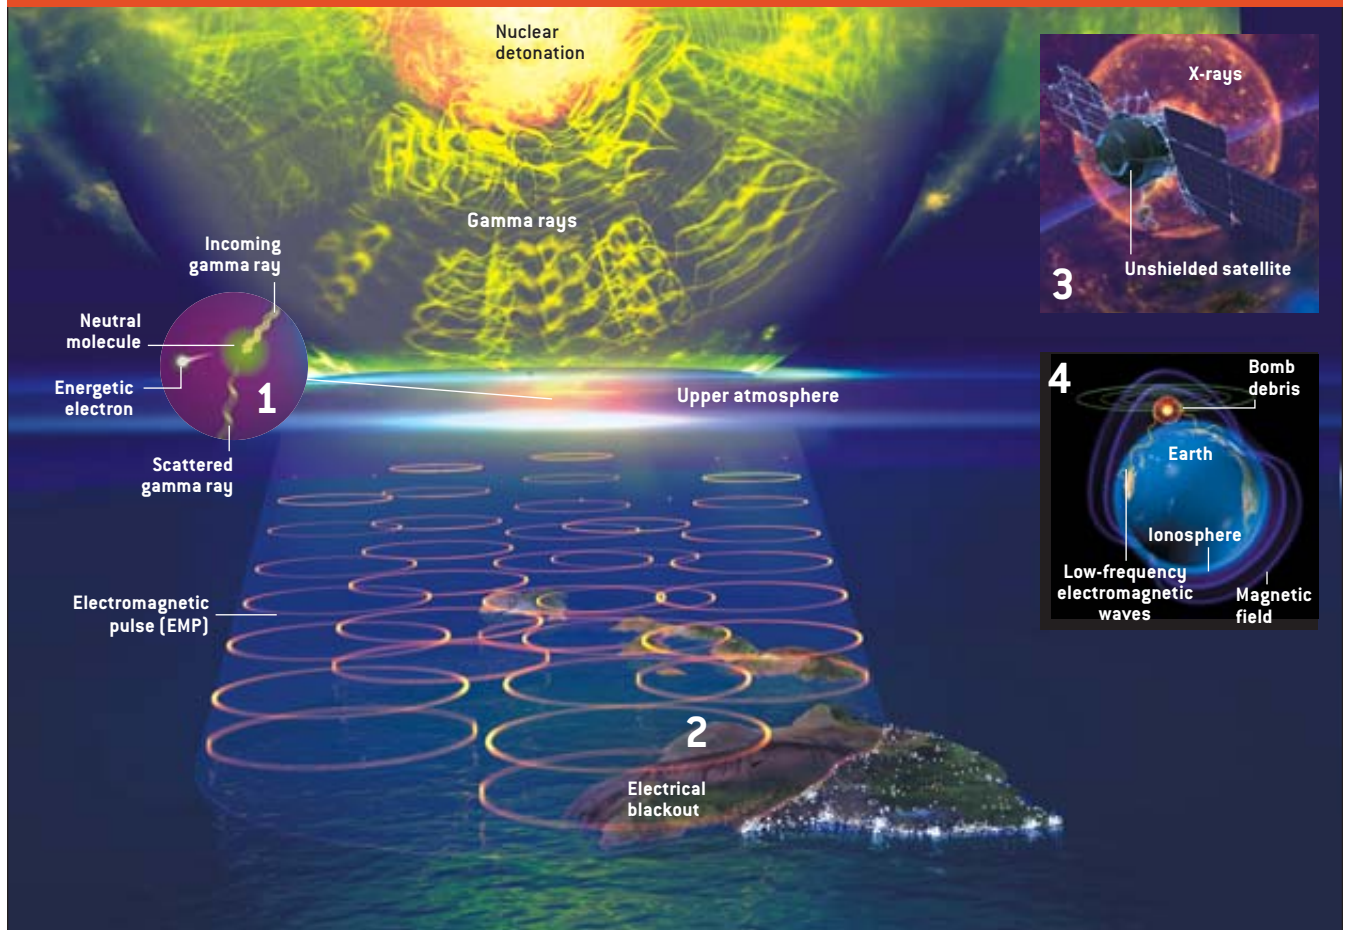 Nuclear
detonation
Gamma rays
Incoming
gamma ray
Neutral
molecule
Energetic
electron
1
Scattered
gamma ray
Upper atmosphere
Electromagnetic
pulse (EMP)
2
Electrical
blackout
X-rays
Unshielded satellite
3
4
Bomb
debris
Earth
Ionosphere
Low-frequency
electromagnetic
waves
Magnetic
field